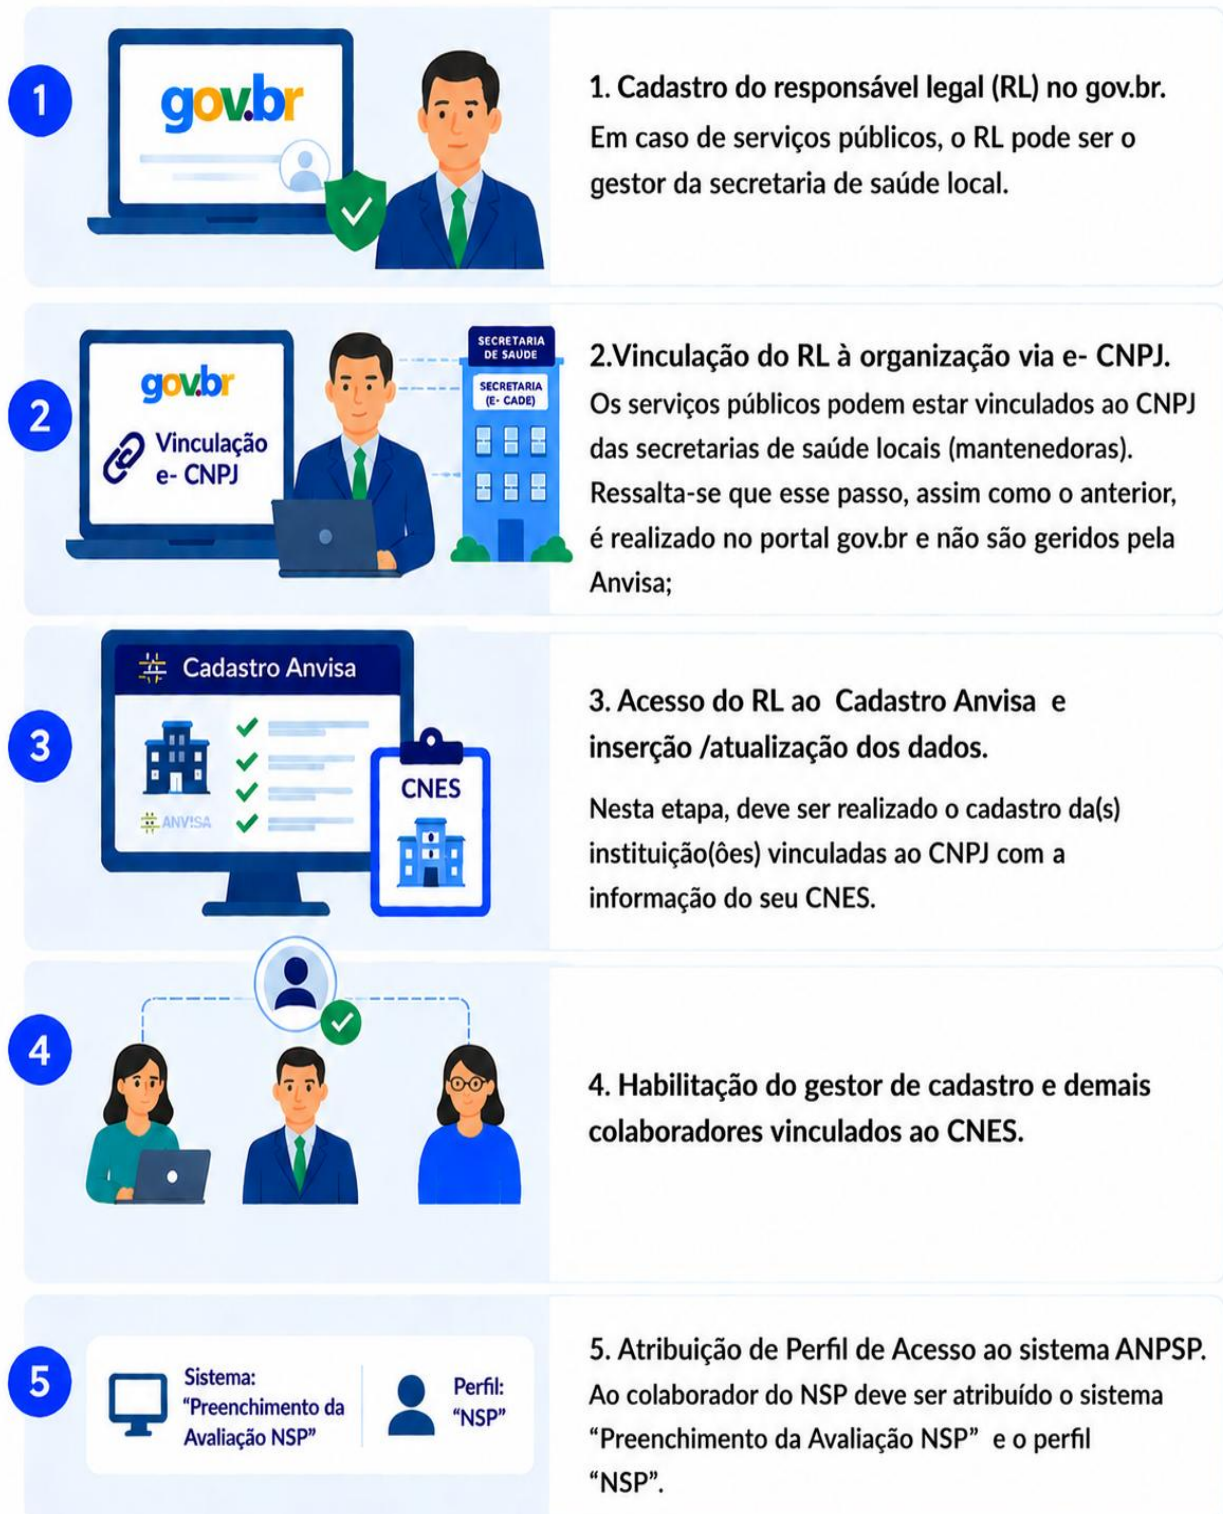 1
gov.br
1. Cadastro do responsável legal (RL) no gov.br.
Em caso de serviços públicos, o RL pode ser o
gestor da secretaria de saúde local.
2
gov.br
Vinculação
e- CNPJ
SECRETARIA
DE SAÚDE
SECRETARIA
(E- CADE)
2.Vinculação do RL à organização via e- CNPJ.
Os serviços públicos podem estar vinculados ao CNPJ
das secretarias de saúde locais (mantenedoras).
Ressalta-se que esse passo, assim como o anterior,
é realizado no portal gov.br e não são geridos pela
Anvisa;
3
Cadastro Anvisa
ANVISA
CNES
3. Acesso do RL ao Cadastro Anvisa e
inserção /atualização dos dados.
Nesta etapa, deve ser realizado o cadastro da(s)
instituição(ôes) vinculadas ao CNPJ com a
informação do seu CNES.
4
4. Habilitação do gestor de cadastro e demais
colaboradores vinculados ao CNES.
5
Sistema:
“Preenchimento da
Avaliação NSP”
Perfil:
“NSP”
5. Atribuição de Perfil de Acesso ao sistema ANPSP.
Ao colaborador do NSP deve ser atribuído o sistema
“Preenchimento da Avaliação NSP” e o perfil
“NSP”.